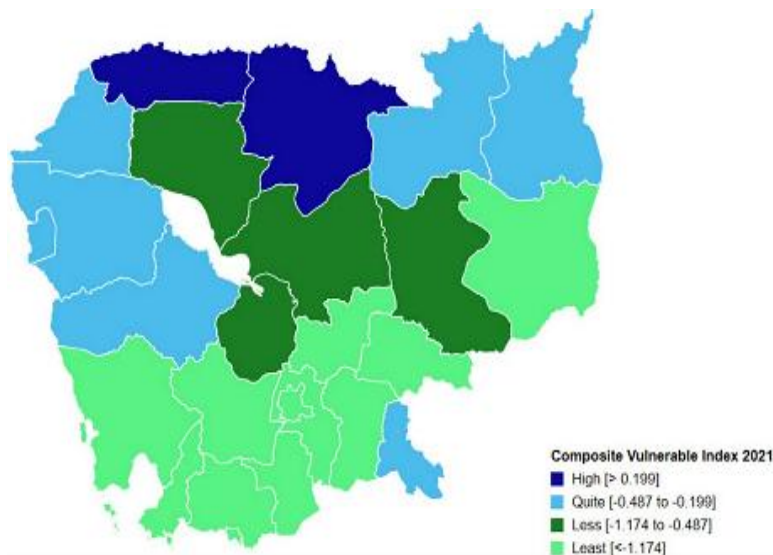 Composite Vulnerable Index 2021
High [> 0.199]
Quite [-0.487 to -0.199]
Less [-1.174 to -0.487]
Least [<-1.174]